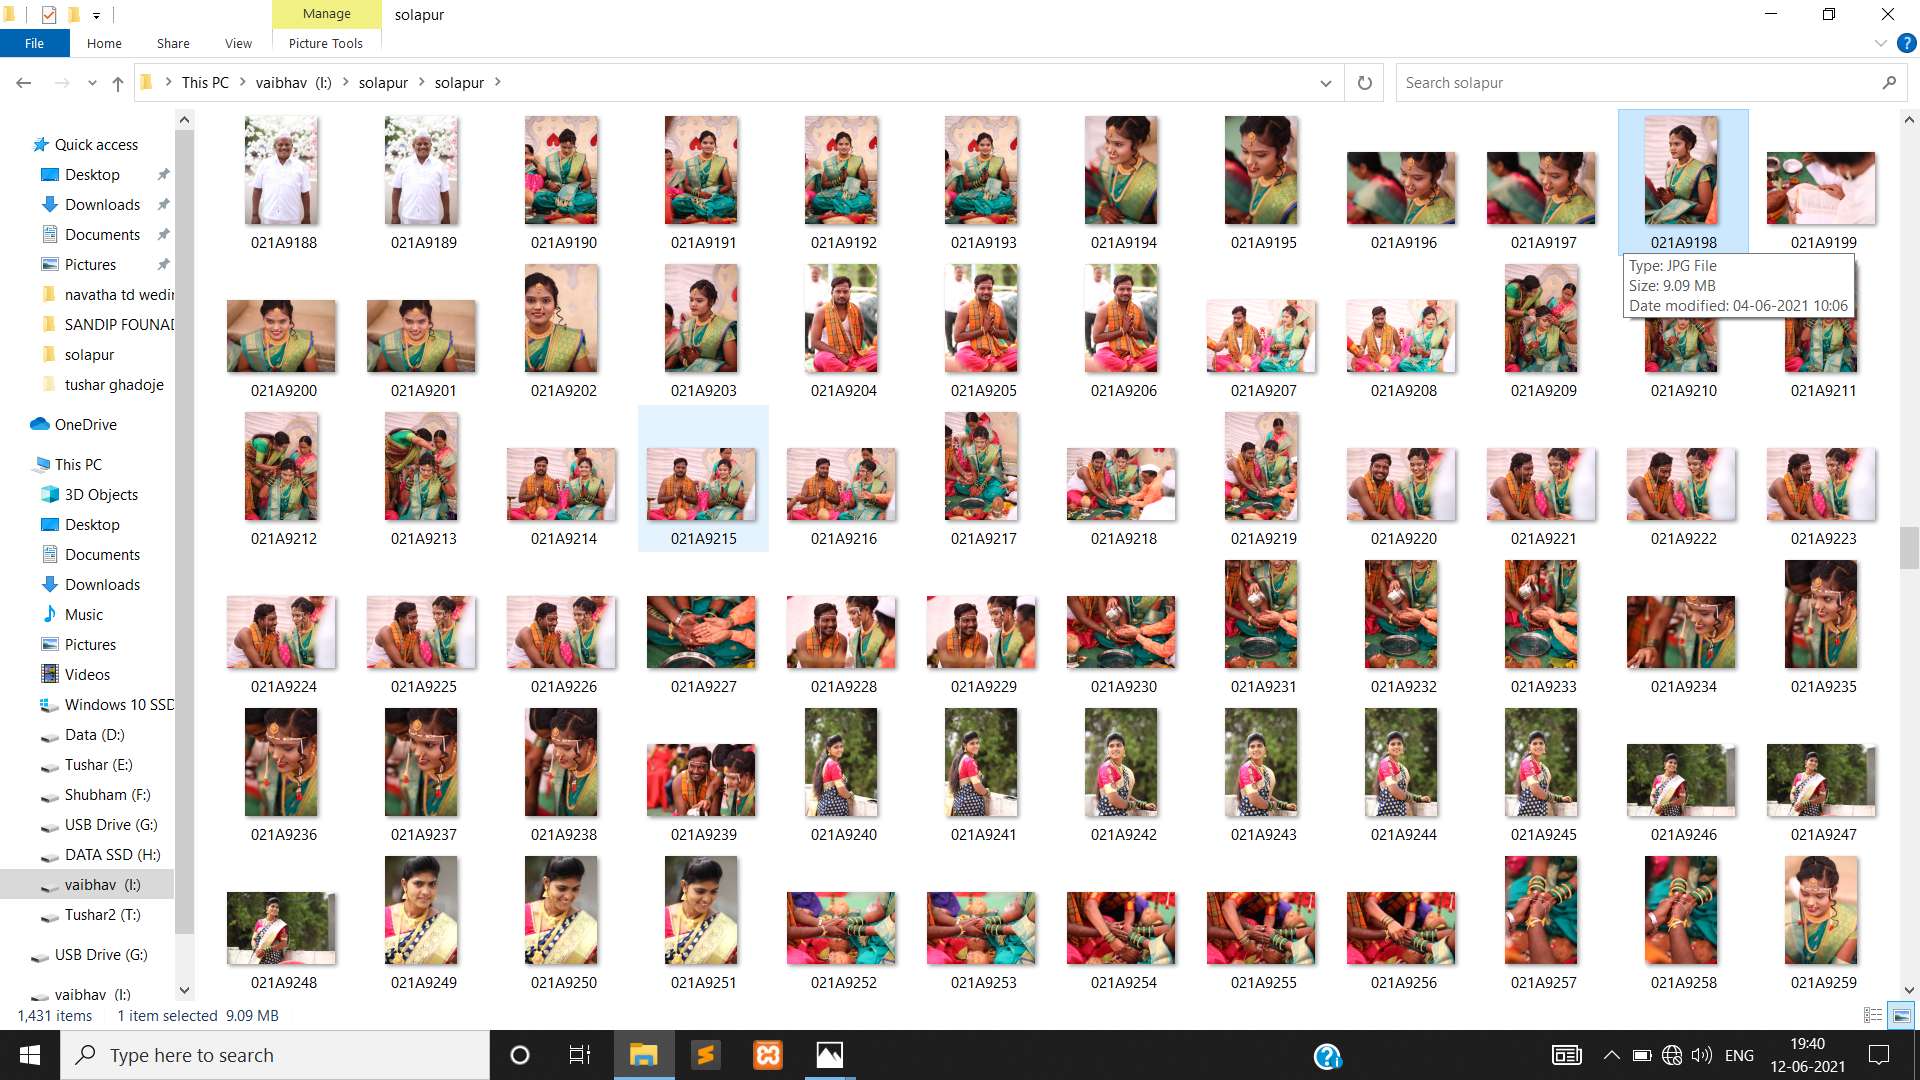 Manage
solapur
File
Home
Share
View
Picture Tools
This PC
vaibhav (I:)
solapur
solapur
Search solapur
Quick access
Desktop
Downloads
Documents
Pictures
navatha td wedin
SANDIP FOUNAD
solapur
tushar ghadoje
OneDrive
This PC
3D Objects
Desktop
Documents
Downloads
Music
Pictures
Videos
Windows 10 SSD
Data (D:)
Tushar (E:)
Shubham (F:)
USB Drive (G:)
DATA SSD (H:)
vaibhav (I:)
Tushar2 (T:)
USB Drive (G:)
vaibhav (I:)
021A9188 021A9189 021A9190 021A9191 021A9192 021A9193 021A9194 021A9195 021A9196 021A9197 021A9198 021A9199
Type: JPG File
Size: 9.09 MB
Date modified: 04-06-2021 10:06
021A9200 021A9201 021A9202 021A9203 021A9204 021A9205 021A9206 021A9207 021A9208 021A9209 021A9210 021A9211
021A9212 021A9213 021A9214 021A9215 021A9216 021A9217 021A9218 021A9219 021A9220 021A9221 021A9222 021A9223
021A9224 021A9225 021A9226 021A9227 021A9228 021A9229 021A9230 021A9231 021A9232 021A9233 021A9234 021A9235
021A9236 021A9237 021A9238 021A9239 021A9240 021A9241 021A9242 021A9243 021A9244 021A9245 021A9246 021A9247
021A9248 021A9249 021A9250 021A9251 021A9252 021A9253 021A9254 021A9255 021A9256 021A9257 021A9258 021A9259
1,431 items 1 item selected 9.09 MB
Type here to search
ENG
19:40
12-06-2021